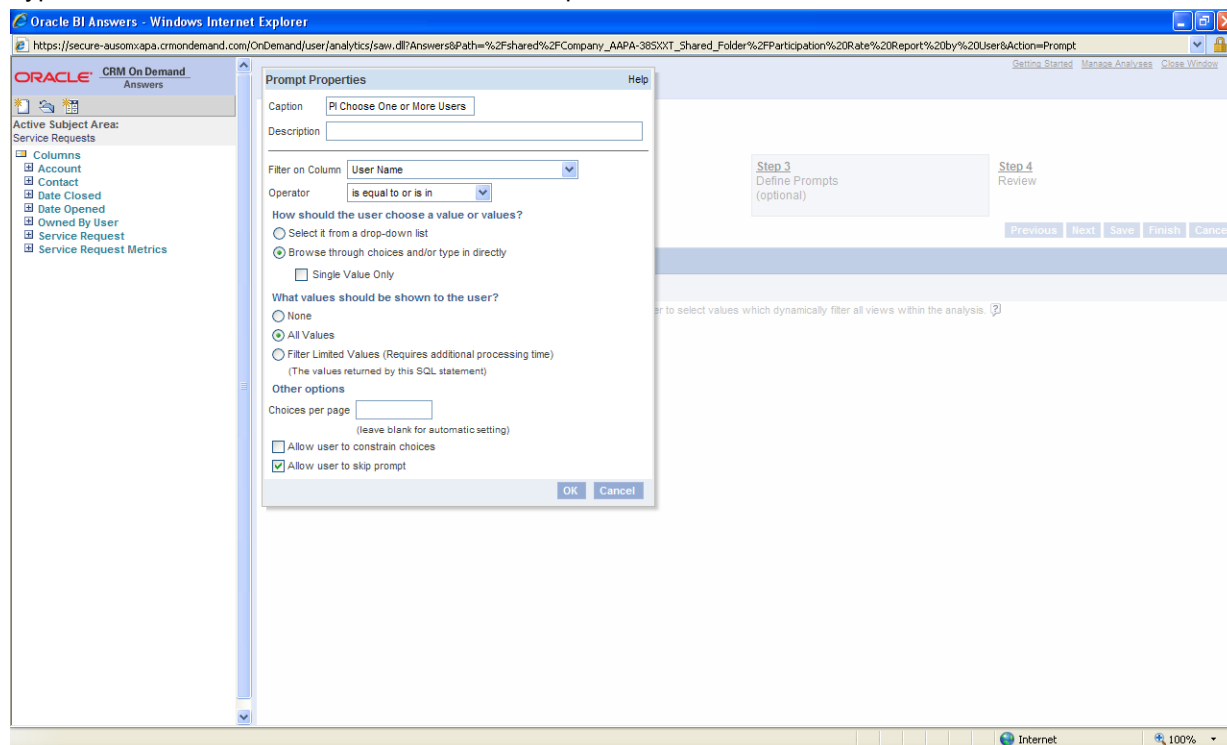 Oracle BI Answers - Windows Internet Explorer
https://secure-ausomxapa.crmondemand.com/OnDemand/user/analytics/saw.dll?Answers&Path=%2Fshared%2FCompany_AAPA-385XXT_Shared_Folder%2FParticipation%20Rate%20Report%20by%20User&Action=Prompt
ORACLE CRM On Demand
Answers
Getting Started Manage Analyses Close Window
Active Subject Area:
Service Requests
Columns
Account
Contact
Date Closed
Date Opened
Owned By User
Service Request
Service Request Metrics
Prompt Properties Help
Caption Pl Choose One or More Users
Description
Filter on Column User Name
Operator is equal to or is in
How should the user choose a value or values?
Select it from a drop-down list
Browse through choices and/or type in directly
Single Value Only
What values should be shown to the user?
None
All Values
Filter Limited Values (Requires additional processing time)
(The values returned by this SQL statement)
Other options
Choices per page
(leave blank for automatic setting)
Allow user to constrain choices
Allow user to skip prompt
OK Cancel
Step 3
Define Prompts
(optional)
Step 4
Review
Previous Next Save Finish Cance
er to select values which dynamically filter all views within the analysis.
Internet 100%